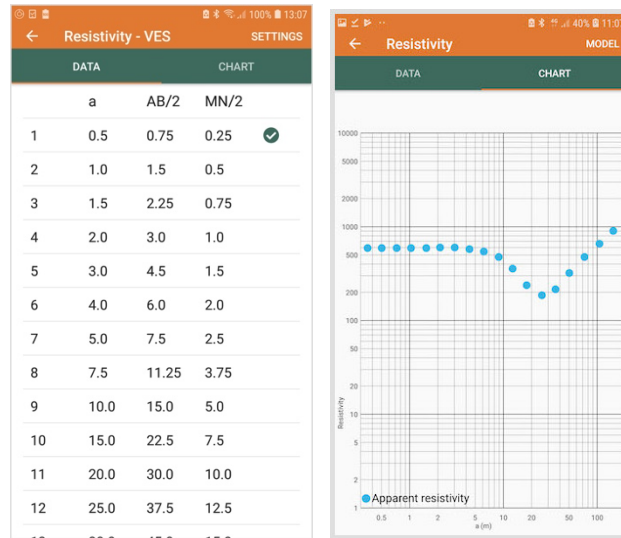 100% 13:07
Resistivity - VES SETTINGS
DATA CHART
a AB/2 MN/2
1 0.5 0.75 0.25
2 1.0 1.5 0.5
3 1.5 2.25 0.75
4 2.0 3.0 1.0
5 3.0 4.5 1.5
6 4.0 6.0 2.0
7 5.0 7.5 2.5
8 7.5 11.25 3.75
9 10.0 15.0 5.0
10 15.0 22.5 7.5
11 20.0 30.0 10.0
12 25.0 37.5 12.5
40% 11:07
Resistivity MODEL
DATA CHART
10000
5000
2000
1000
500
200
100
50
20
10
5
2
1
Resistivity
Apparent resistivity
0.5 1 2 5 10 20 50 100
a (m)